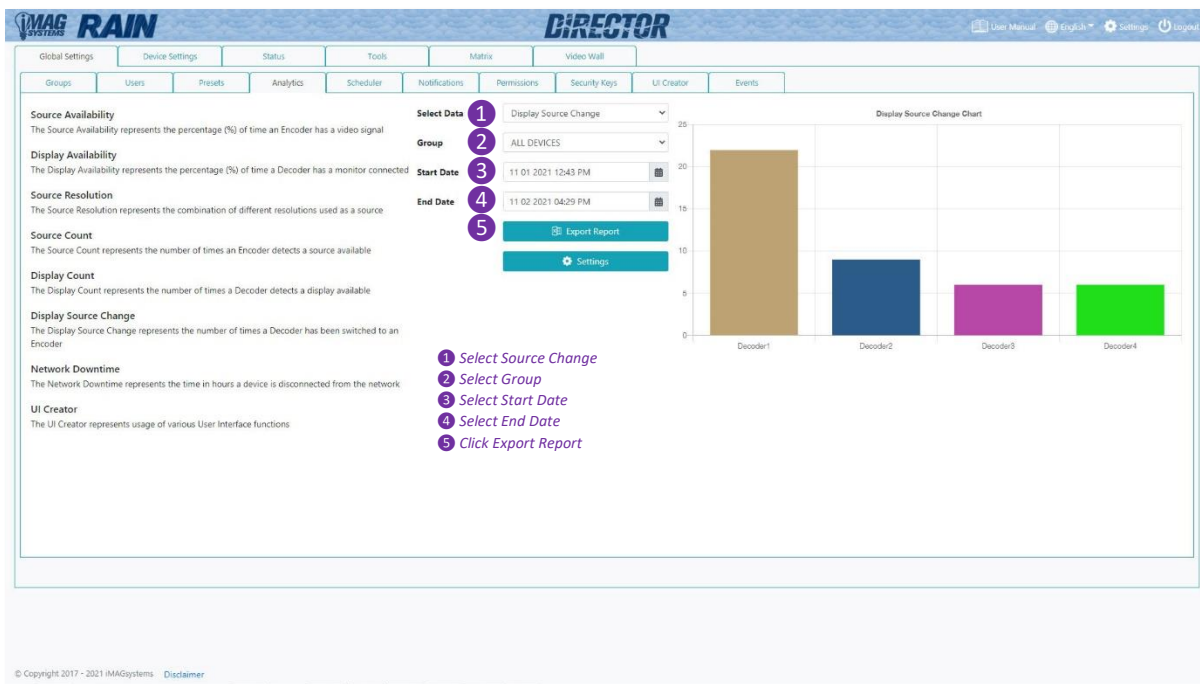 iMAG SYSTEMS RAIN
DiRECTOR
User Manual English Settings Logout
Global Settings Device Settings Status Tools Matrix Video Wall
Groups Users Presets Analytics Scheduler Notifications Permissions Security Keys UI Creator Events
Source Availability
The Source Availability represents the percentage (%) of time an Encoder has a video signal
Display Availability
The Display Availability represents the percentage (%) of time a Decoder has a monitor connected
Source Resolution
The Source Resolution represents the combination of different resolutions used as a source
Source Count
The Source Count represents the number of times an Encoder detects a source available
Display Count
The Display Count represents the number of times a Decoder detects a display available
Display Source Change
The Display Source Change represents the number of times a Decoder has been switched to an
Encoder
Network Downtime
The Network Downtime represents the time in hours a device is disconnected from the network
UI Creator
The UI Creator represents usage of various User Interface functions
Select Data 1 Display Source Change
Group 2 ALL DEVICES
Start Date 3 11 01 2021 12:43 PM
End Date 4 11 02 2021 04:29 PM
5 Export Report
Settings
1 Select Source Change
2 Select Group
3 Select Start Date
4 Select End Date
5 Click Export Report
Display Source Change Chart
25
20
15
10
5
0
Decoder1 Decoder2 Decoder3 Decoder4
© Copyright 2017 - 2021 iMAGsystems Disclaimer